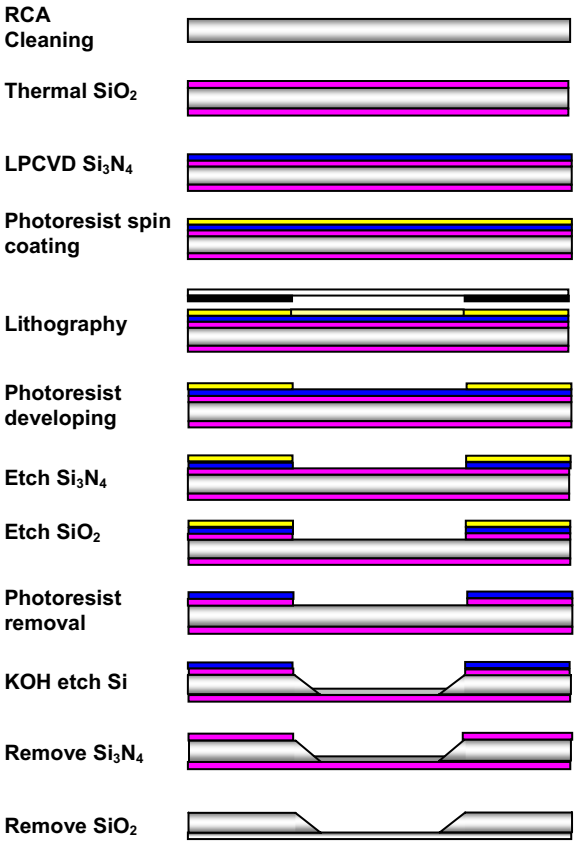 RCA
Cleaning
Thermal SiO₂
LPCVD Si₃N₄
Photoresist spin
coating
Lithography
Photoresist
developing
Etch Si₃N₄
Etch SiO₂
Photoresist
removal
KOH etch Si
Remove Si₃N₄
Remove SiO₂